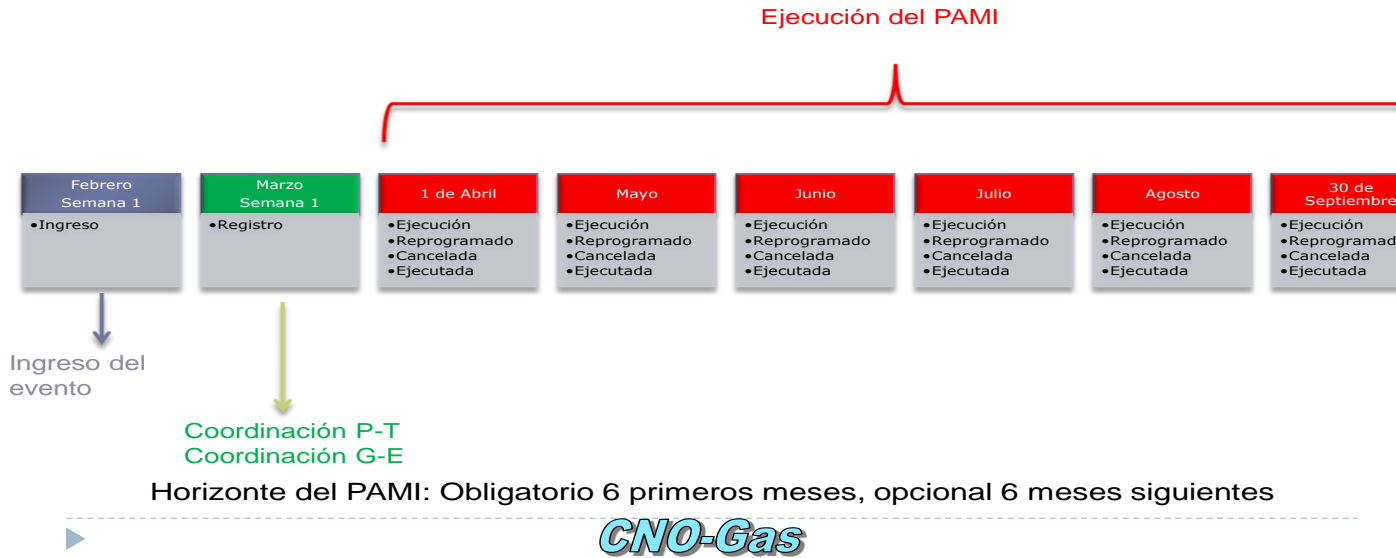 Ejecución del PAMI
Febrero
Semana 1
•Ingreso
Marzo
Semana 1
•Registro
1 de Abril
•Ejecución
•Reprogramado
•Cancelada
•Ejecutada
Mayo
•Ejecución
•Reprogramado
•Cancelada
•Ejecutada
Junio
•Ejecución
•Reprogramado
•Cancelada
•Ejecutada
Julio
•Ejecución
•Reprogramado
•Cancelada
•Ejecutada
Agosto
•Ejecución
•Reprogramado
•Cancelada
•Ejecutada
30 de
Septiembre
•Ejecución
•Reprogramad
•Cancelada
•Ejecutada
Ingreso del
evento
Coordinación P-T
Coordinación G-E
Horizonte del PAMI: Obligatorio 6 primeros meses, opcional 6 meses siguientes
CNO-Gas